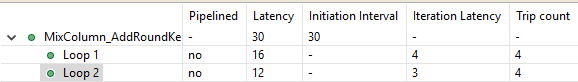 Pipelined Latency Initiation Interval Iteration Latency Trip count
MixColumn_AddRoundKe - 30 30 - -
Loop 1 no 16 - 4 4
Loop 2 no 12 - 3 4